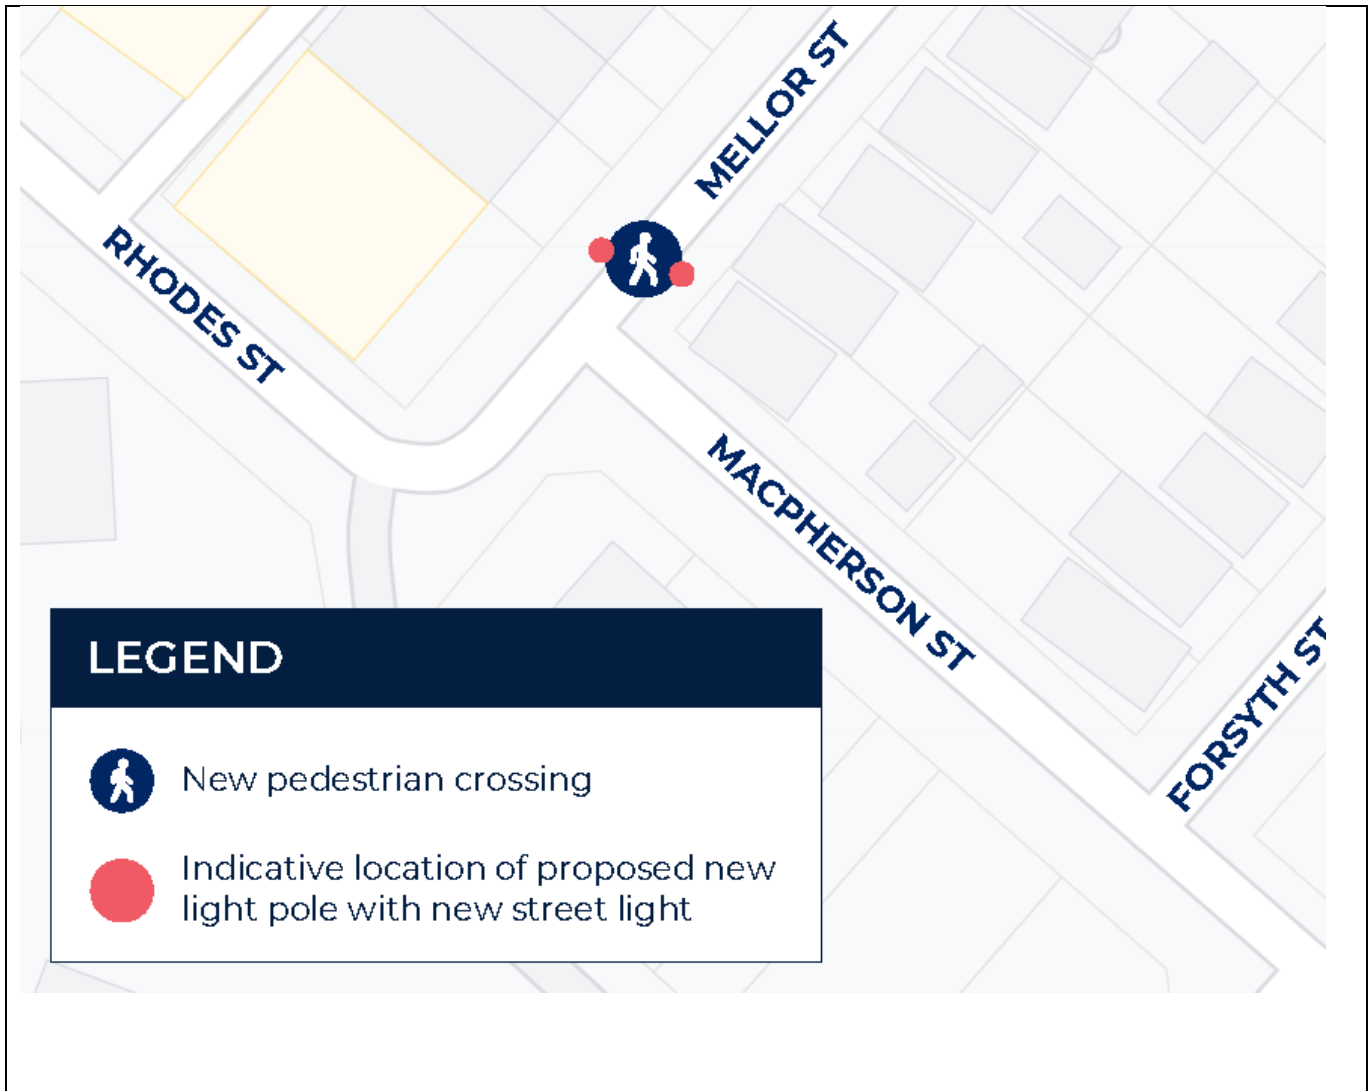 MELLOR ST
RHODES ST
MACPHERSON ST
FORSYTH ST
LEGEND
New pedestrian crossing
Indicative location of proposed new
light pole with new street light